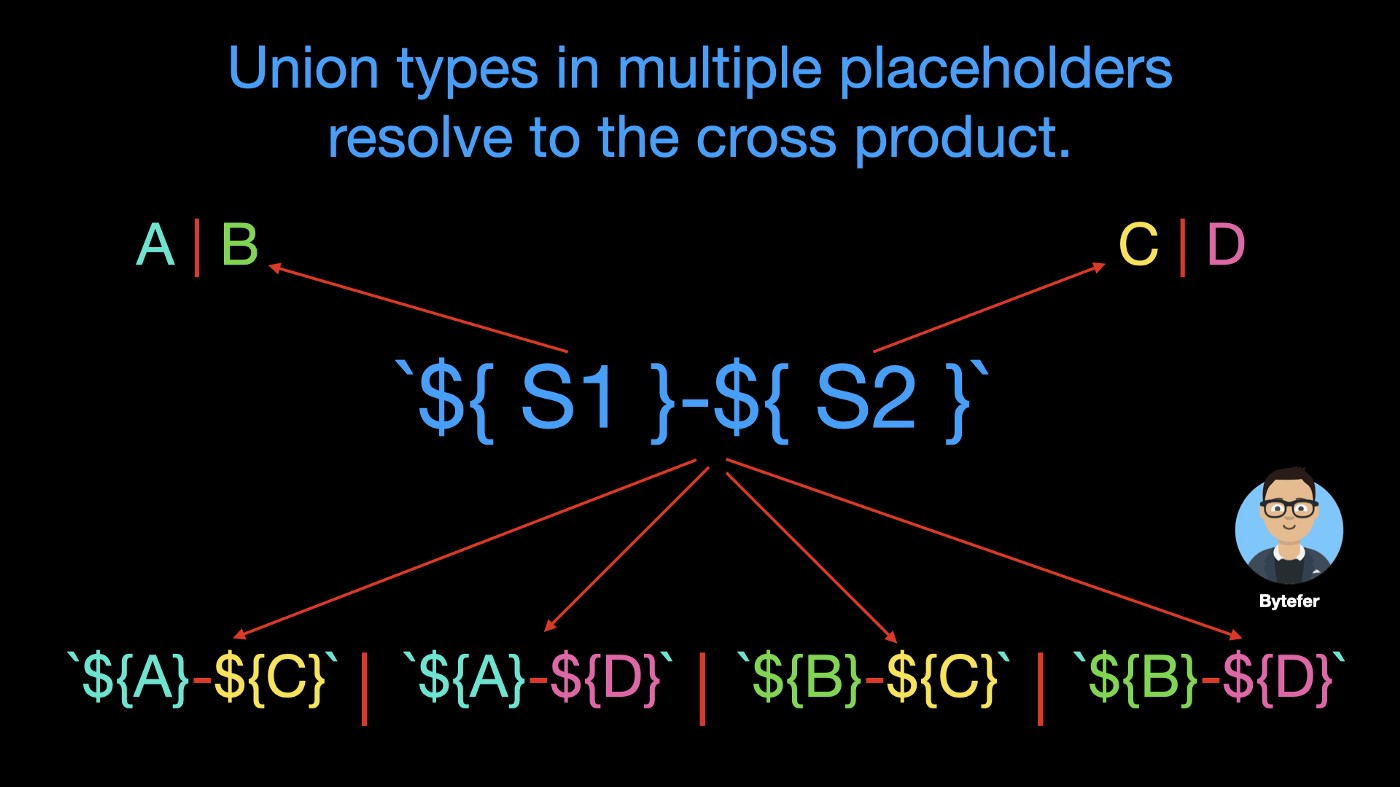 Union types in multiple placeholders
resolve to the cross product.
A | B
C | D
`${ S1 }-${ S2 }`
Bytefer
`${A}-${C}` | `${A}-${D}` | `${B}-${C}` | `${B}-${D}`